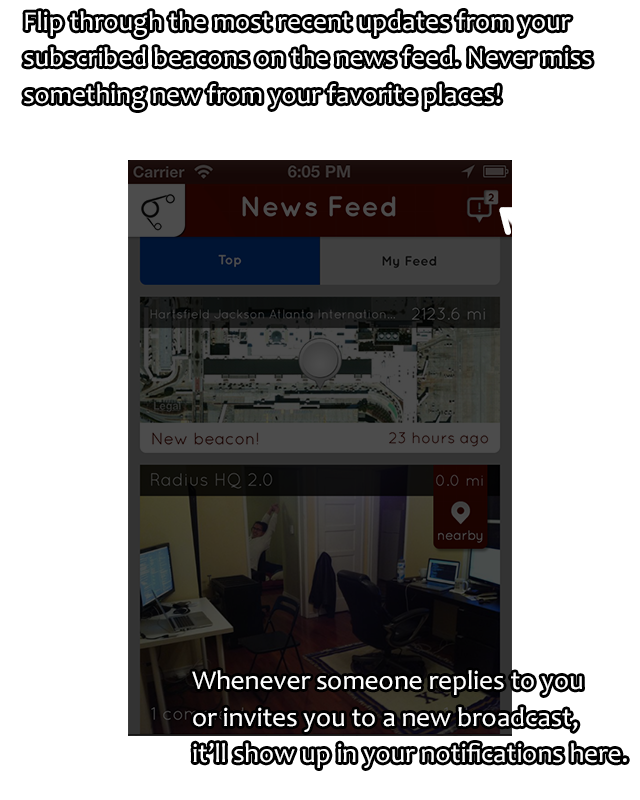 Flip through the most recent updates from your
subscribed beacons on the news feed. Never miss
something new from your favorite places!
Carrier 6:05 PM
News Feed 2
Top My Feed
Hartsfield Jackson Atlanta Internation... 2123.6 mi
Legal
New beacon! 23 hours ago
Radius HQ 2.0 0.0 mi
nearby
Whenever someone replies to you
1 com
or invites you to a new broadcast,
it'll show up in your notifications here.